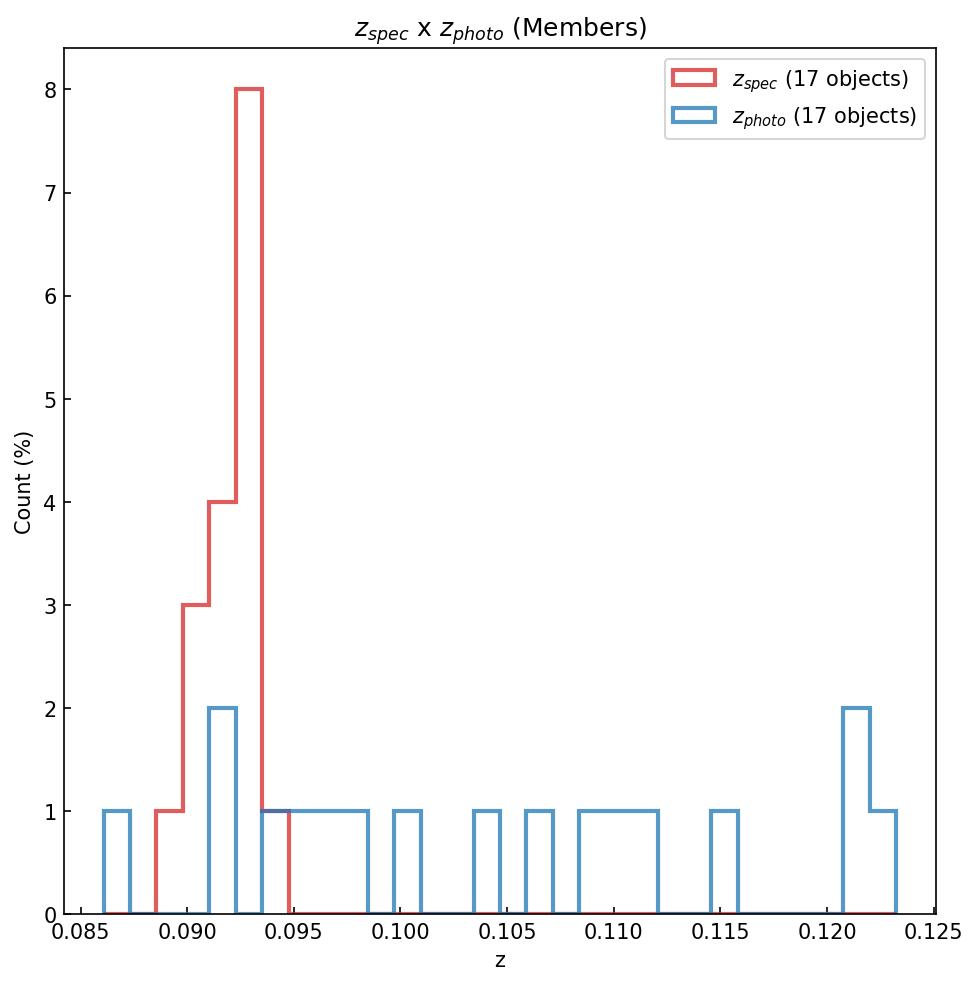 z_spec x z_photo (Members)
z_spec (17 objects)
z_photo (17 objects)
Count (%)
8
7
6
5
4
3
2
1
0
0.085 0.090 0.095 0.100 0.105 0.110 0.115 0.120 0.125
z